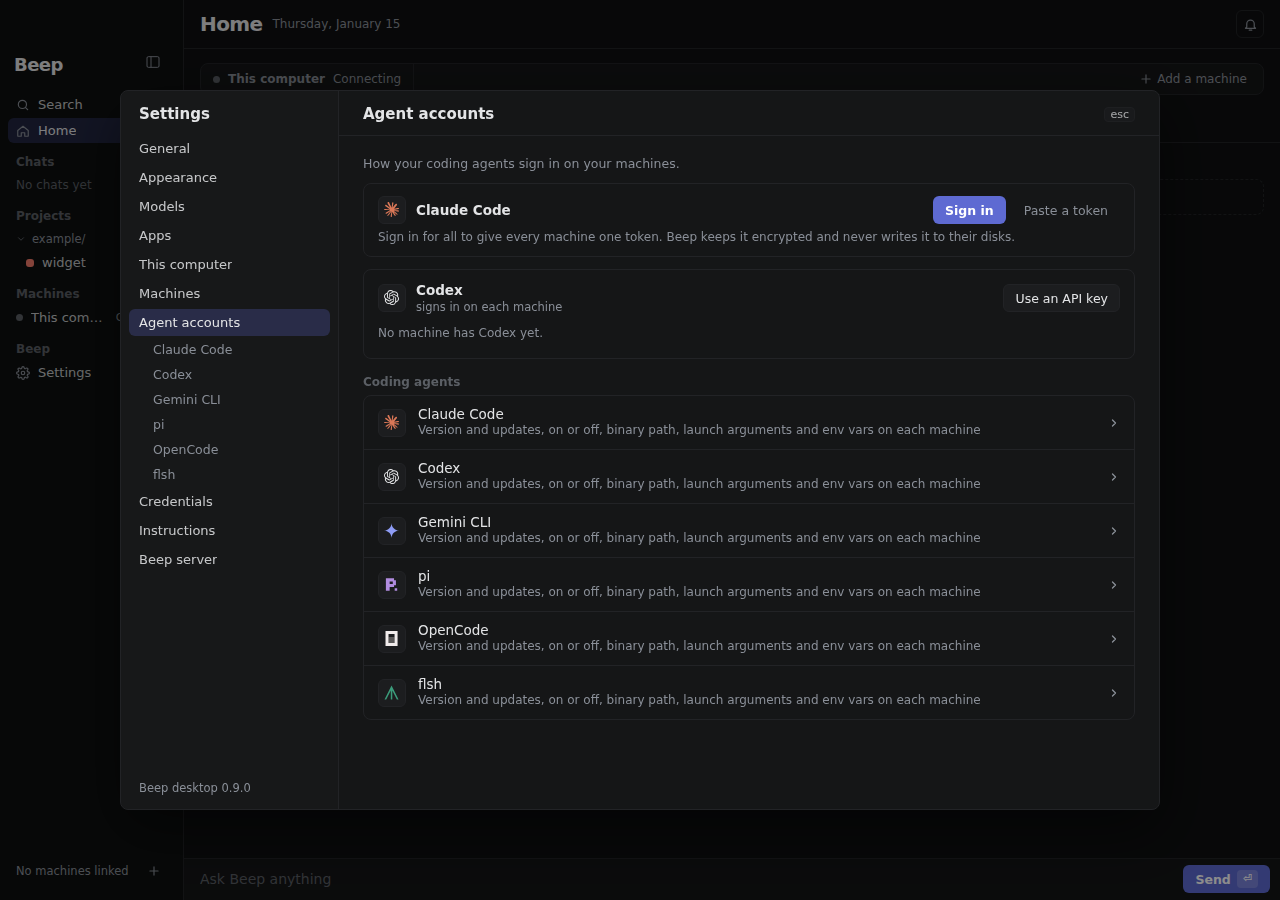 Home Thursday, January 15
Beep
This computer Connecting
Add a machine
Search
Home
Chats
No chats yet
Projects
example/
widget
Machines
This com...
Beep
Settings
No machines linked
Settings
General
Appearance
Models
Apps
This computer
Machines
Agent accounts
Claude Code
Codex
Gemini CLI
pi
OpenCode
flsh
Credentials
Instructions
Beep server
Beep desktop 0.9.0
Agent accounts
esc
How your coding agents sign in on your machines.
Claude Code
Sign in
Paste a token
Sign in for all to give every machine one token. Beep keeps it encrypted and never writes it to their disks.
Codex
signs in on each machine
Use an API key
No machine has Codex yet.
Coding agents
Claude Code
Version and updates, on or off, binary path, launch arguments and env vars on each machine
Codex
Version and updates, on or off, binary path, launch arguments and env vars on each machine
Gemini CLI
Version and updates, on or off, binary path, launch arguments and env vars on each machine
pi
Version and updates, on or off, binary path, launch arguments and env vars on each machine
OpenCode
Version and updates, on or off, binary path, launch arguments and env vars on each machine
flsh
Version and updates, on or off, binary path, launch arguments and env vars on each machine
Ask Beep anything
Send